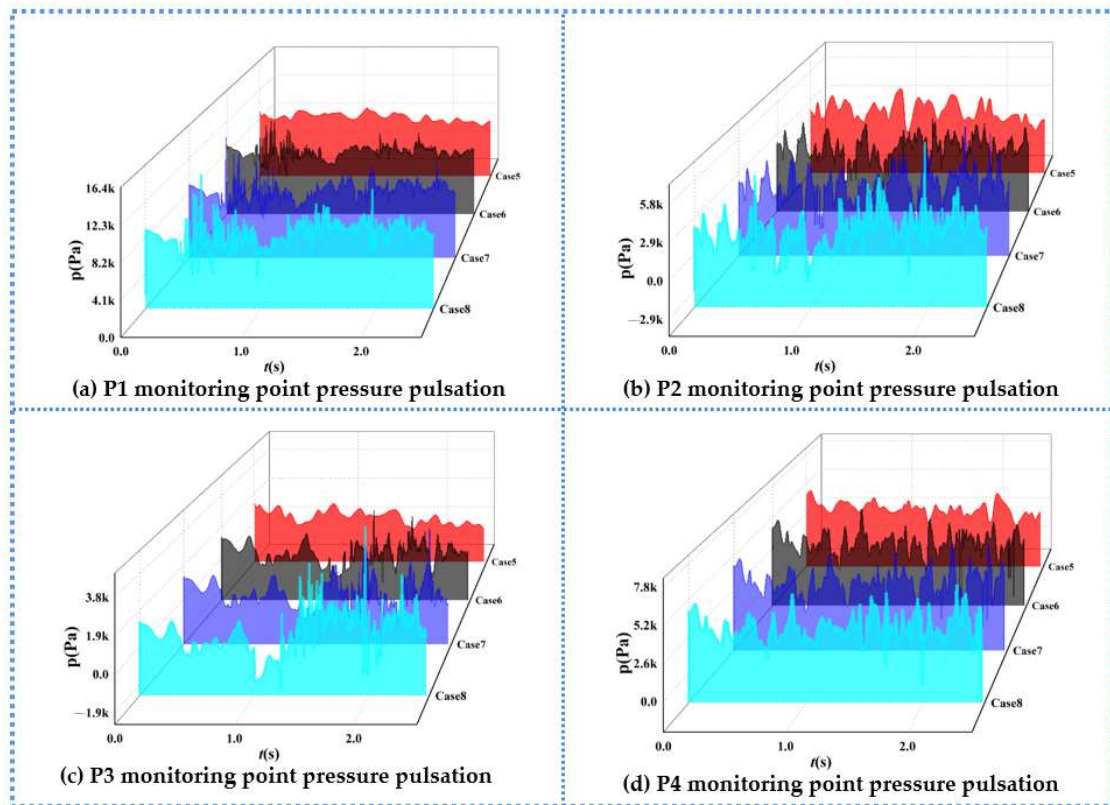 16.4k
12.3k
8.2k
4.1k
0.0
p(Pa)
0.0
1.0
2.0
t(s)
Case5
Case6
Case7
Case8
(a) P1 monitoring point pressure pulsation
5.8k
2.9k
0.0
−2.9k
p(Pa)
0.0
1.0
2.0
t(s)
Case5
Case6
Case7
Case8
(b) P2 monitoring point pressure pulsation
3.8k
1.9k
0.0
−1.9k
p(Pa)
0.0
1.0
2.0
t(s)
Case5
Case6
Case7
Case8
(c) P3 monitoring point pressure pulsation
7.8k
5.2k
2.6k
0.0
p(Pa)
0.0
1.0
2.0
t(s)
Case5
Case6
Case7
Case8
(d) P4 monitoring point pressure pulsation